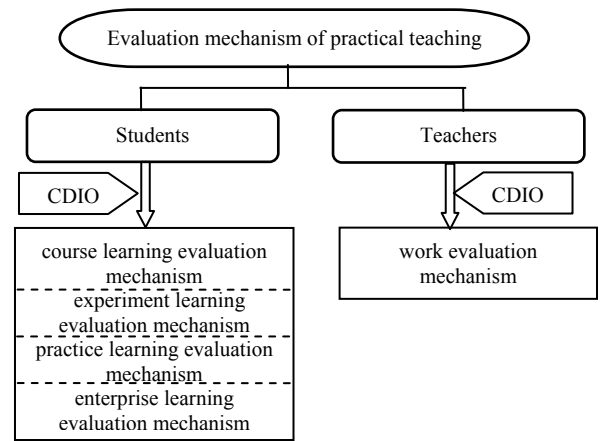 Evaluation mechanism of practical teaching
Students
Teachers
CDIO
CDIO
course learning evaluation
mechanism
experiment learning
evaluation mechanism
practice learning evaluation
mechanism
enterprise learning
evaluation mechanism
work evaluation
mechanism